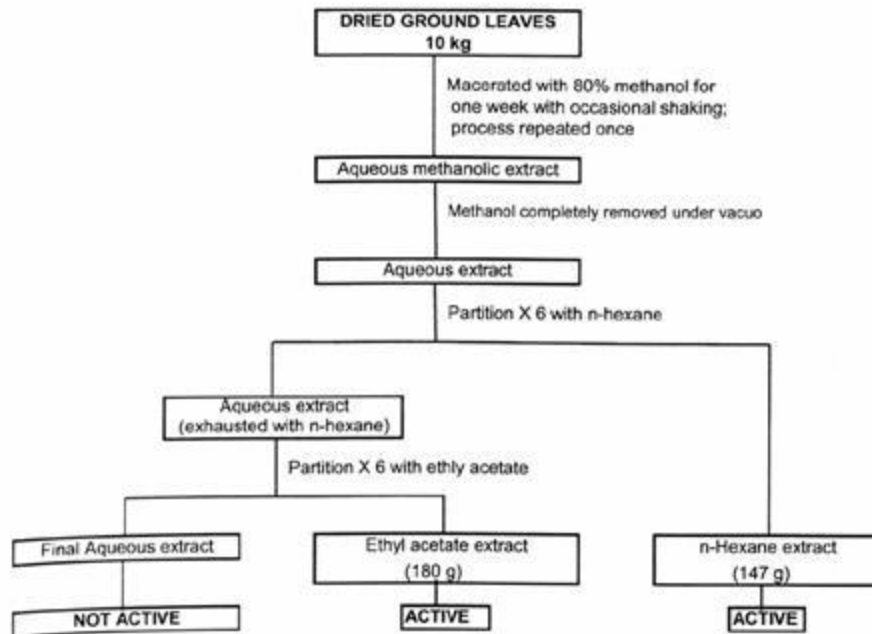 DRIED GROUND LEAVES
10 kg
Macerated with 80% methanol for
one week with occasional shaking;
process repeated once
Aqueous methanolic extract
Methanol completely removed under vacuo
Aqueous extract
Partition X 6 with n-hexane
Aqueous extract
(exhausted with n-hexane)
Partition X 6 with ethly acetate
Final Aqueous extract
Ethyl acetate extract
(180 g)
n-Hexane extract
(147 g)
NOT ACTIVE
ACTIVE
ACTIVE